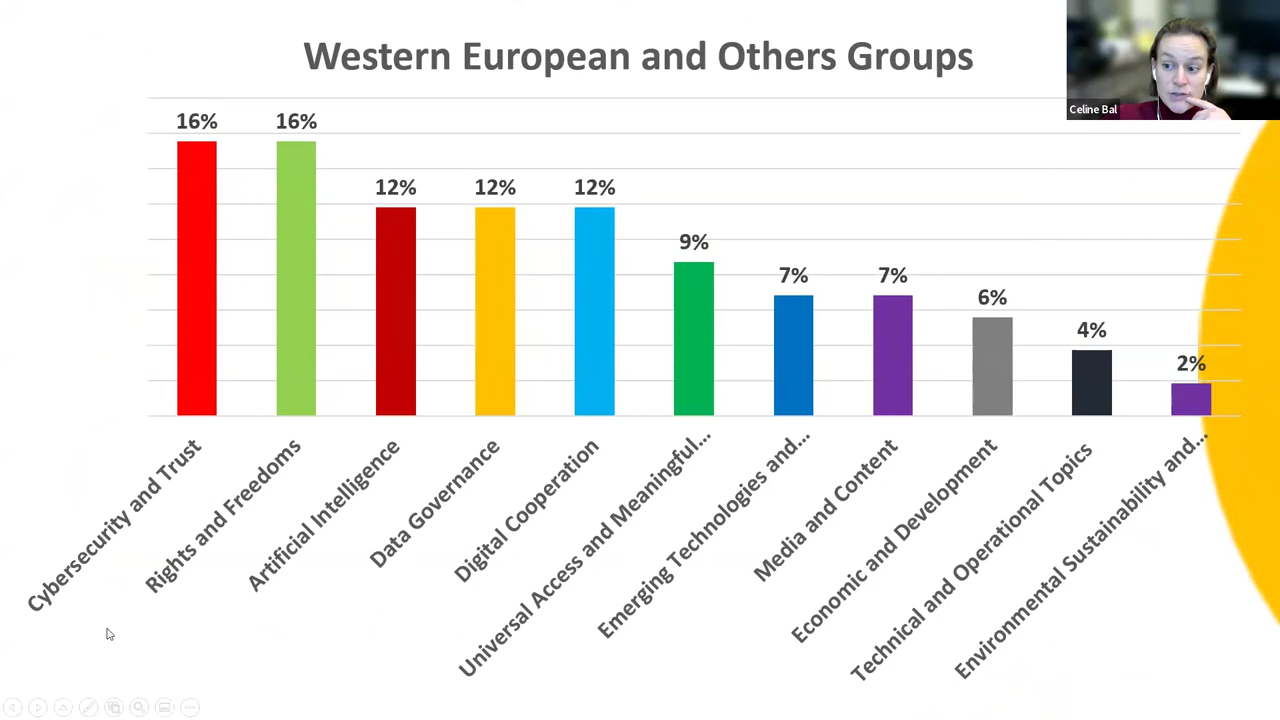 Western European and Others Groups
Celine Bal
16%
16%
12%
12%
12%
9%
7%
7%
6%
4%
2%
Cybersecurity and Trust
Rights and Freedoms
Artificial Intelligence
Data Governance
Digital Cooperation
Universal Access and Meaningful...
Emerging Technologies and...
Media and Content
Economic and Development
Technical and Operational Topics
Environmental Sustainability and...